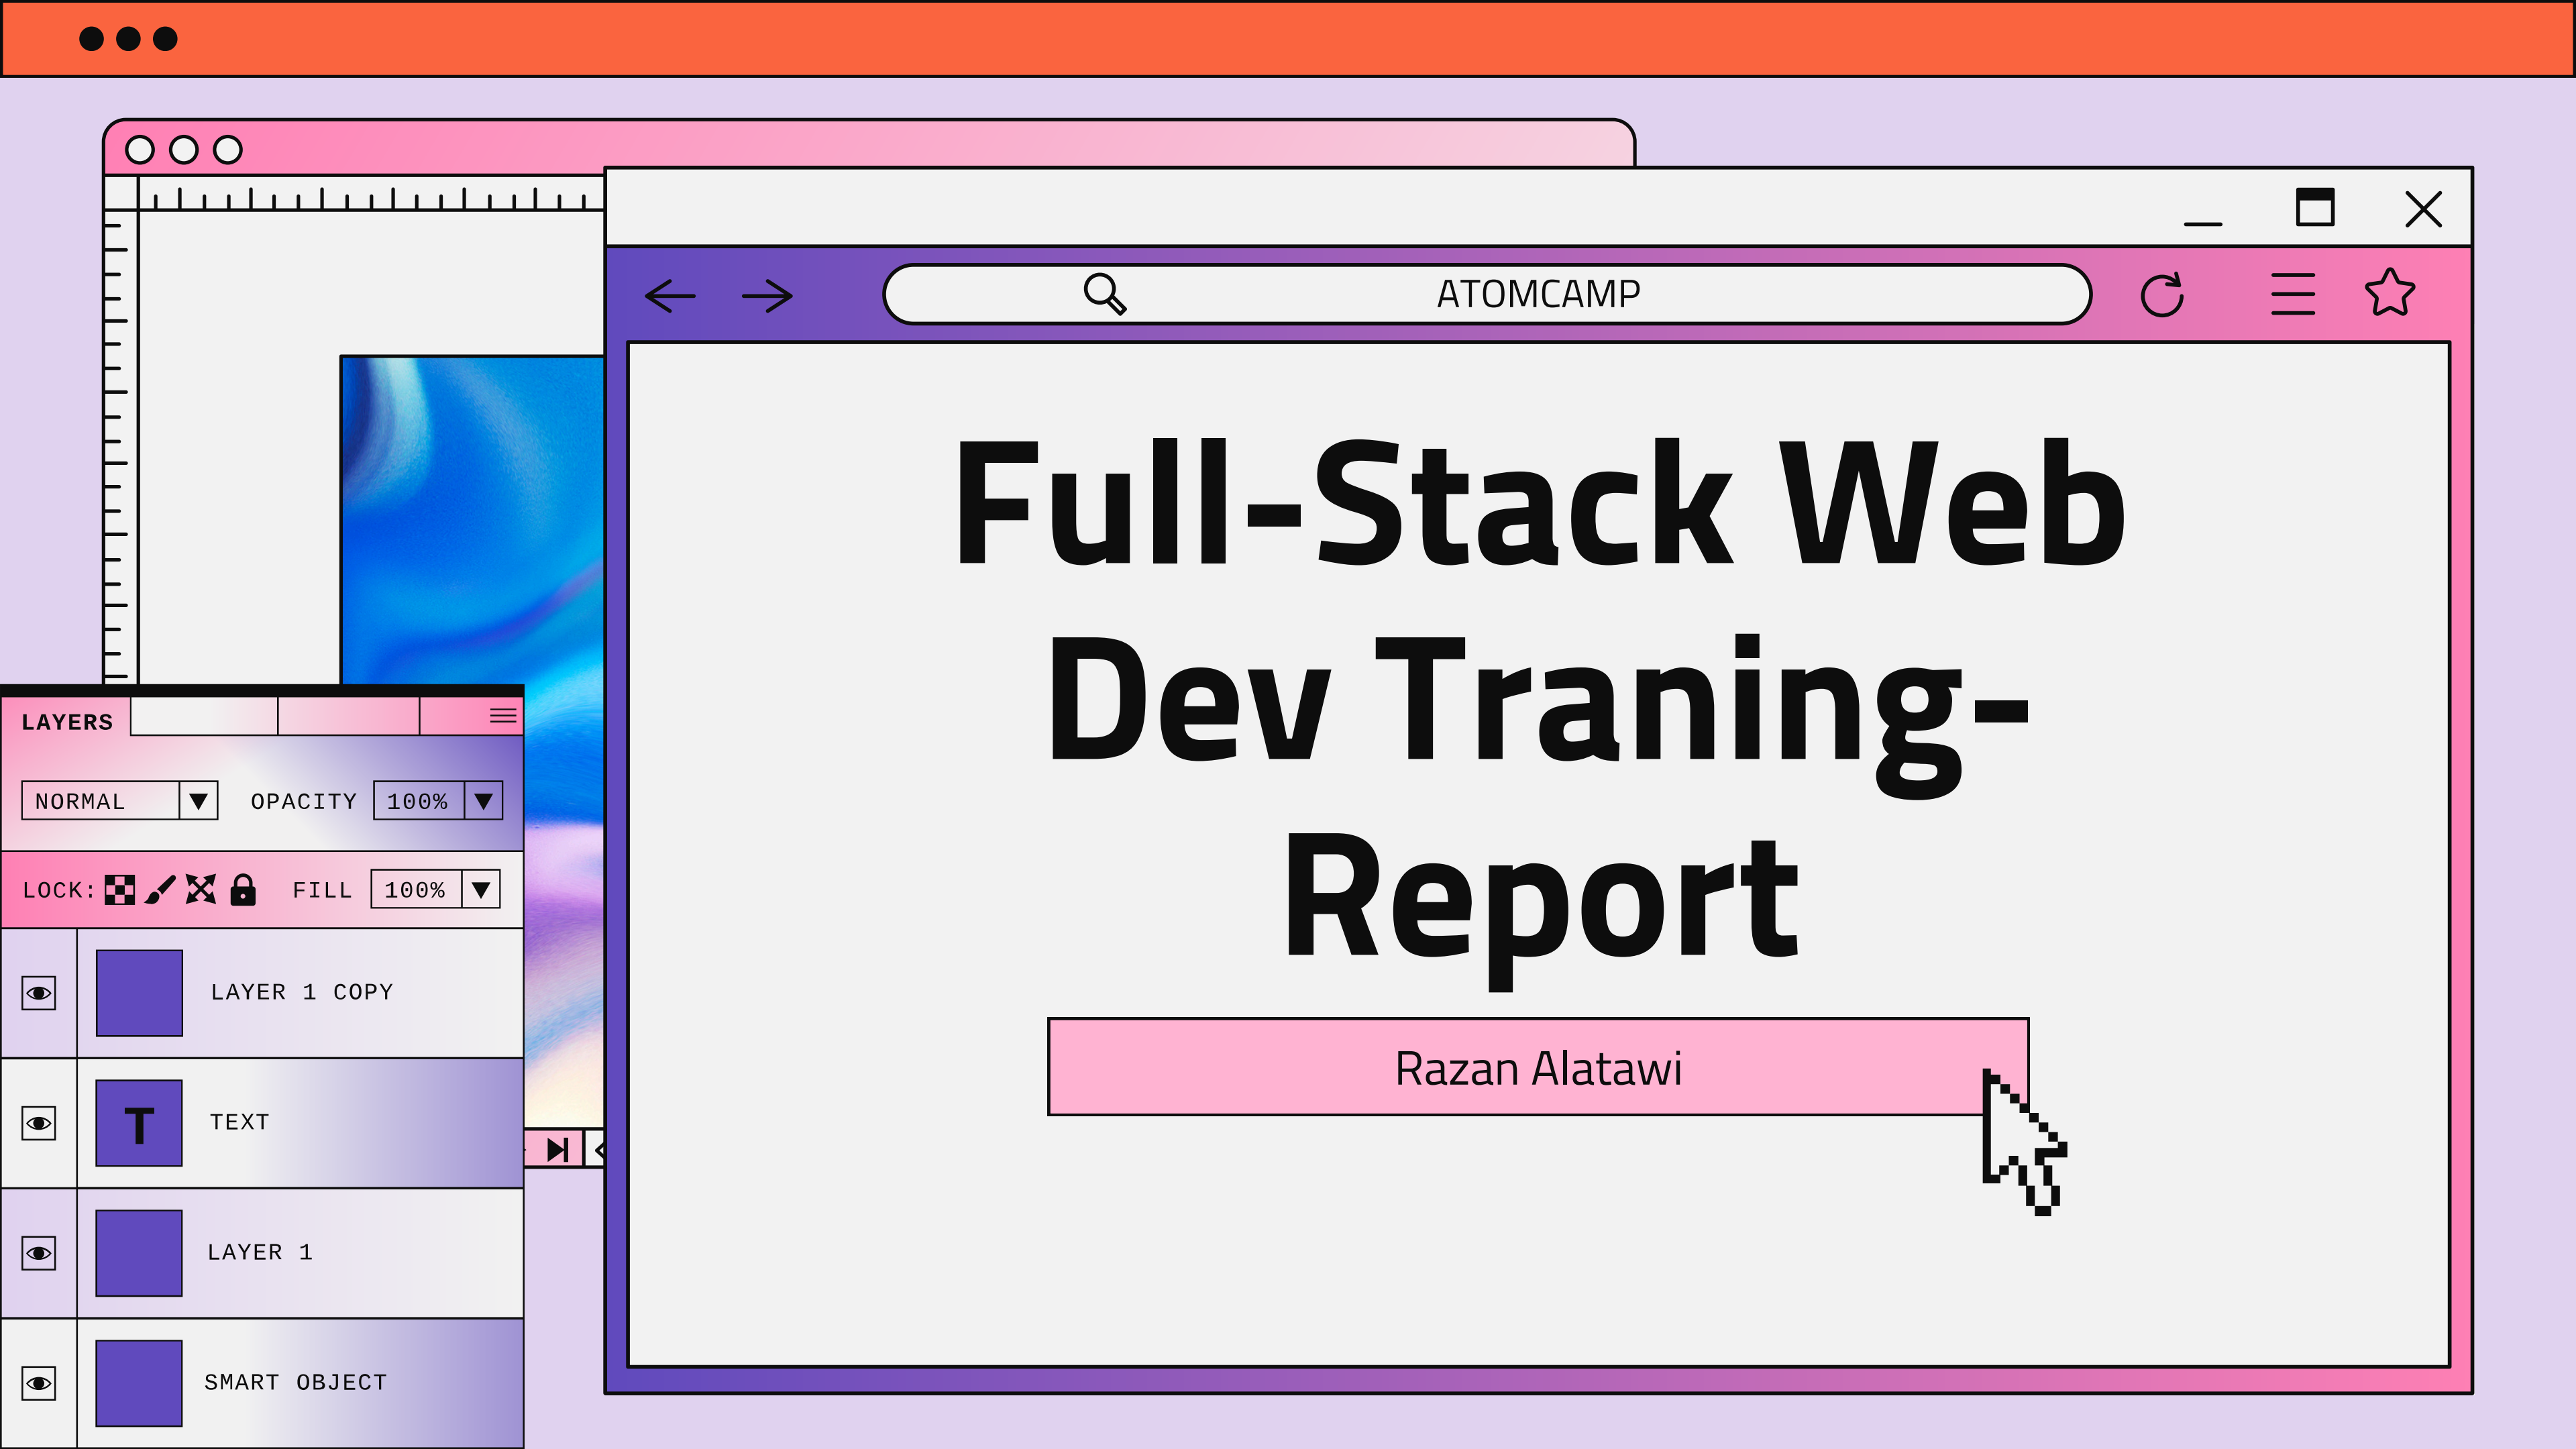 ATOMCAMP
Full-Stack Web
Dev Traning-
Report
Razan Alatawi
LAYERS
NORMAL OPACITY 100%
LOCK: FILL 100%
LAYER 1 COPY
T TEXT
LAYER 1
SMART OBJECT